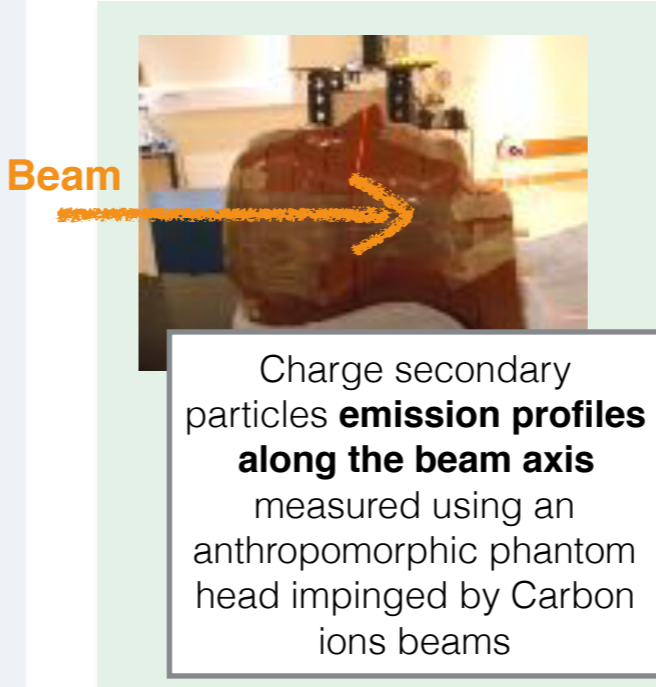 Beam
Charge secondary
particles emission profiles
along the beam axis
measured using an
anthropomorphic phantom
head impinged by Carbon
ions beams